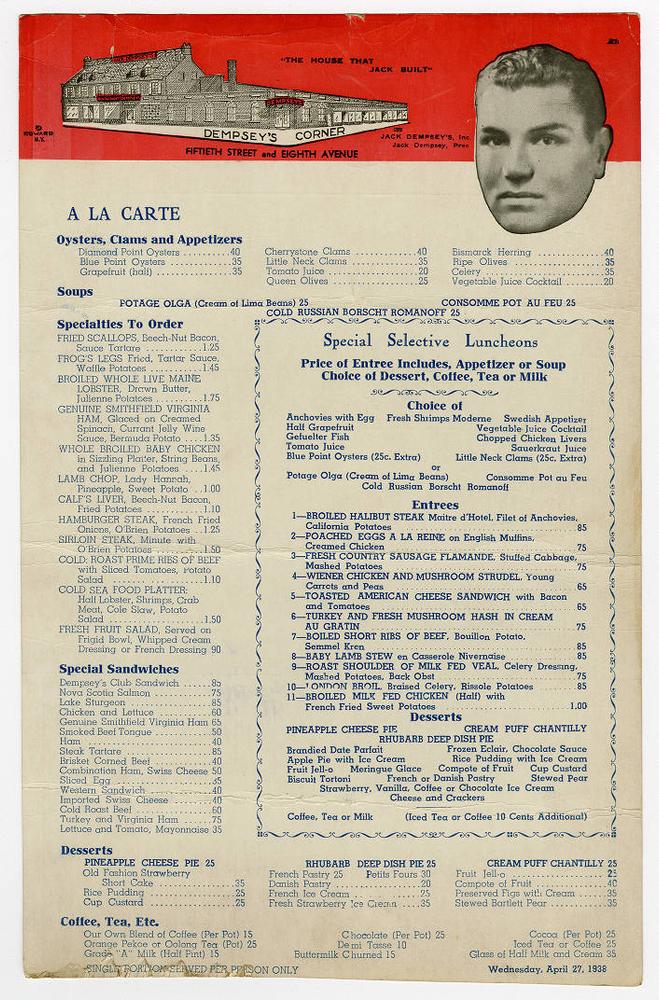 "THE HOUSE THAT
JACK BUILT"
DEMPSEY'S
DEMPSEY'S CORNER
JACK DEMPSEY'S, Inc.
Jack Dempsey, Pres.
FIFTIETH STREET and EIGHTH AVENUE
A LA CARTE
Oysters, Clams and Appetizers
Diamond Point Oysters .......... 40
Blue Point Oysters .......... 35
Grapefruit (half) .......... 35
Cherrystone Clams .......... 40
Little Neck Clams .......... 35
Tomato Juice .......... 20
Queen Olives .......... 25
Bismarck Herring .......... 40
Ripe Olives .......... 35
Celery .......... 35
Vegetable Juice Cocktail .......... 20
Soups
POTAGE OLGA (Cream of Lima Beans) 25
CONSOMME POT AU FEU 25
COLD RUSSIAN BORSCHT ROMANOFF 25
Specialties To Order
FRIED SCALLOPS, Beech-Nut Bacon,
Sauce Tartare .......... 1.25
FROG'S LEGS Fried, Tartar Sauce,
Waffle Potatoes .......... 1.45
BROILED WHOLE LIVE MAINE
LOBSTER, Drawn Butter,
Julienne Potatoes .......... 1.75
GENUINE SMITHFIELD VIRGINIA
HAM, Glaced on Creamed
Spinach, Currant Jelly Wine
Sauce, Bermuda Potato .... 1.35
WHOLE BROILED BABY CHICKEN
in Sizzling Platter, String Beans,
and Julienne Potatoes .... 1.45
LAMB CHOP, Lady Hannah,
Pineapple, Sweet Potato .. 1.00
CALF'S LIVER, Beech-Nut Bacon,
Fried Potatoes .......... 1.10
HAMBURGER STEAK, French Fried
Onions, O'Brien Potatoes .. 1.25
SIRLOIN STEAK, Minute with
O'Brien Potatoes .......... 1.50
COLD: ROAST PRIME RIBS OF BEEF
with Sliced Tomatoes, Potato
Salad .......... 1.10
COLD SEA FOOD PLATTER:
Half Lobster, Shrimps, Crab
Meat, Cole Slaw, Potato
Salad .......... 1.50
FRESH FRUIT SALAD, Served on
Frigid Bowl, Whipped Cream
Dressing or French Dressing 90
Special Sandwiches
Dempsey's Club Sandwich ..... 85
Nova Scotia Salmon .......... 75
Lake Sturgeon .......... 85
Chicken and Lettuce .......... 60
Genuine Smithfield Virginia Ham 65
Smoked Beef Tongue .......... 50
Ham .......... 40
Steak Tartare .......... 85
Brisket Corned Beef .......... 40
Combination Ham, Swiss Cheese 50
Sliced Egg .......... 35
Western Sandwich .......... 40
Imported Swiss Cheese .......... 40
Cold Roast Beef .......... 60
Turkey and Virginia Ham ..... 75
Lettuce and Tomato, Mayonnaise 35
Special Selective Luncheons
Price of Entree Includes, Appetizer or Soup
Choice of Dessert, Coffee, Tea or Milk
Choice of
Anchovies with Egg Fresh Shrimps Moderne Swedish Appetizer
Half Grapefruit Vegetable Juice Cocktail
Gefuelter Fish Chopped Chicken Livers
Tomato Juice Sauerkraut Juice
Blue Point Oysters (25c. Extra) Little Neck Clams (25c. Extra)
or
Potage Olga (Cream of Lima Beans) Consomme Pot au Feu
Cold Russian Borscht Romanoff
Entrees
1—BROILED HALIBUT STEAK Maitre d'Hotel, Filet of Anchovies,
California Potatoes .......... 85
2—POACHED EGGS A LA REINE on English Muffins,
Creamed Chicken .......... 75
3—FRESH COUNTRY SAUSAGE FLAMANDE, Stuffed Cabbage,
Mashed Potatoes .......... 75
4—WIENER CHICKEN AND MUSHROOM STRUDEL, Young
Carrots and Peas .......... 65
5—TOASTED AMERICAN CHEESE SANDWICH with Bacon
and Tomatoes .......... 65
6—TURKEY AND FRESH MUSHROOM HASH IN CREAM
AU GRATIN .......... 75
7—BOILED SHORT RIBS OF BEEF, Bouillon Potato,
Semmel Kren .......... 85
8—BABY LAMB STEW en Casserole Nivernaise .......... 85
9—ROAST SHOULDER OF MILK FED VEAL, Celery Dressing,
Mashed Potatoes, Back Obst .......... 75
10—LONDON BROIL, Braised Celery, Rissole Potatoes .......... 85
11—BROILED MILK FED CHICKEN (Half) with
French Fried Sweet Potatoes .......... 1.00
Desserts
PINEAPPLE CHEESE PIE CREAM PUFF CHANTILLY
RHUBARB DEEP DISH PIE
Brandied Date Parfait Frozen Eclair, Chocolate Sauce
Apple Pie with Ice Cream Rice Pudding with Ice Cream
Fruit Jell-o Meringue Glace Compote of Fruit Cup Custard
Biscuit Tortoni French or Danish Pastry Stewed Pear
Strawberry, Vanilla, Coffee or Chocolate Ice Cream
Cheese and Crackers
Coffee, Tea or Milk (Iced Tea or Coffee 10 Cents Additional)
Desserts
PINEAPPLE CHEESE PIE 25
Old Fashion Strawberry
Short Cake .......... 35
Rice Pudding .......... 25
Cup Custard .......... 25
RHUBARB DEEP DISH PIE 25
French Pastry 25 Petits Fours 30
Danish Pastry .......... 20
French Ice Cream .......... 25
Fresh Strawberry Ice Cream .... 35
CREAM PUFF CHANTILLY 25
Fruit Jell-o .......... 25
Compote of Fruit .......... 40
Preserved Figs with Cream .... 35
Stewed Bartlett Pear .......... 35
Coffee, Tea, Etc.
Our Own Blend of Coffee (Per Pot) 15
Orange Pekoe or Oolong Tea (Pot) 25
Grade "A" Milk (Half Pint) 15
Chocolate (Per Pot) 25
Demi Tasse 10
Buttermilk Churned 15
Cocoa (Per Pot) 25
Iced Tea or Coffee 25
Glass of Half Milk and Cream 35
SINGLE PORTION SERVED PER PERSON ONLY
Wednesday, April 27, 1938